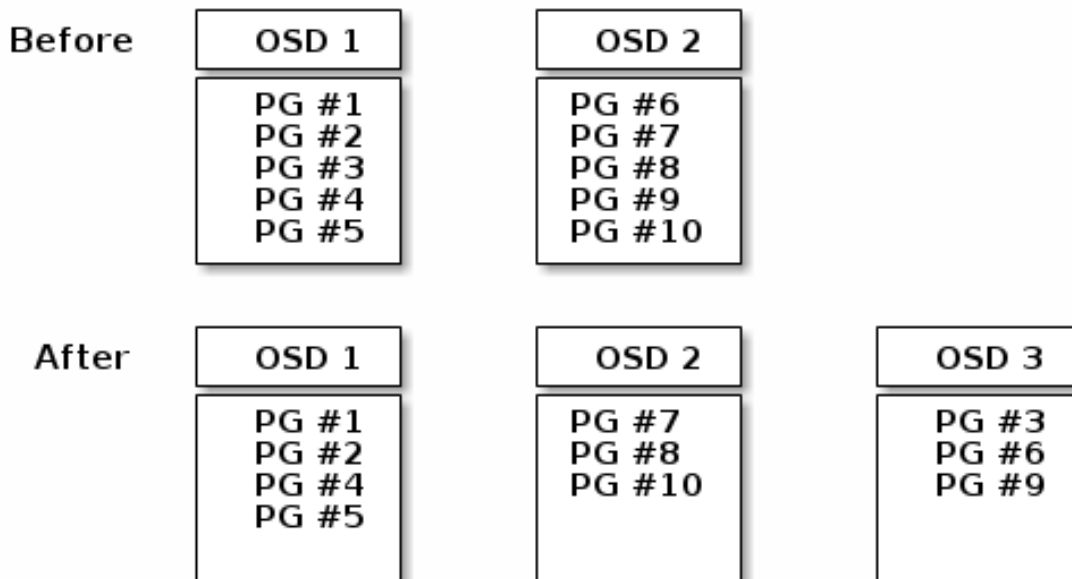 Before
OSD 1
PG #1
PG #2
PG #3
PG #4
PG #5
OSD 2
PG #6
PG #7
PG #8
PG #9
PG #10
After
OSD 1
PG #1
PG #2
PG #4
PG #5
OSD 2
PG #7
PG #8
PG #10
OSD 3
PG #3
PG #6
PG #9